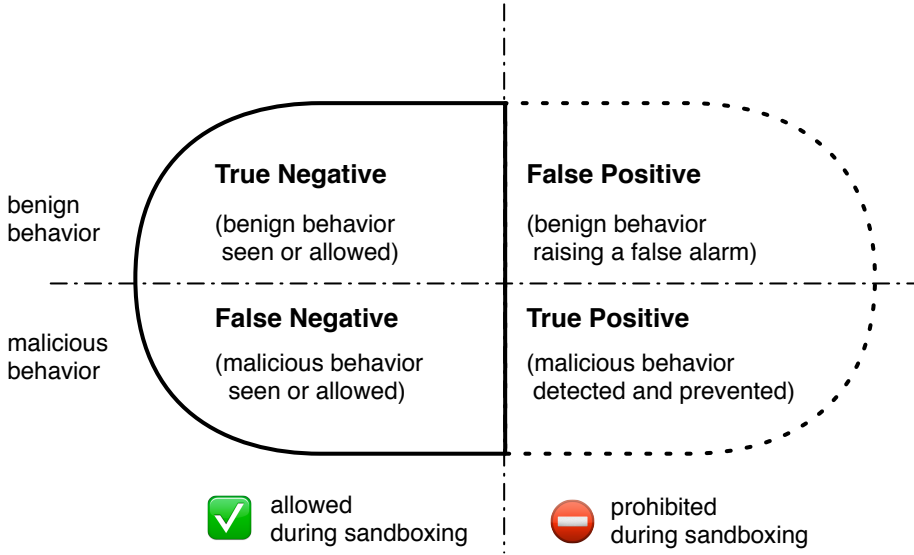 True Negative
False Positive
benign
behavior
(benign behavior
seen or allowed)
(benign behavior
raising a false alarm)
False Negative
True Positive
malicious
behavior
(malicious behavior
seen or allowed)
(malicious behavior
detected and prevented)
allowed
during sandboxing
prohibited
during sandboxing